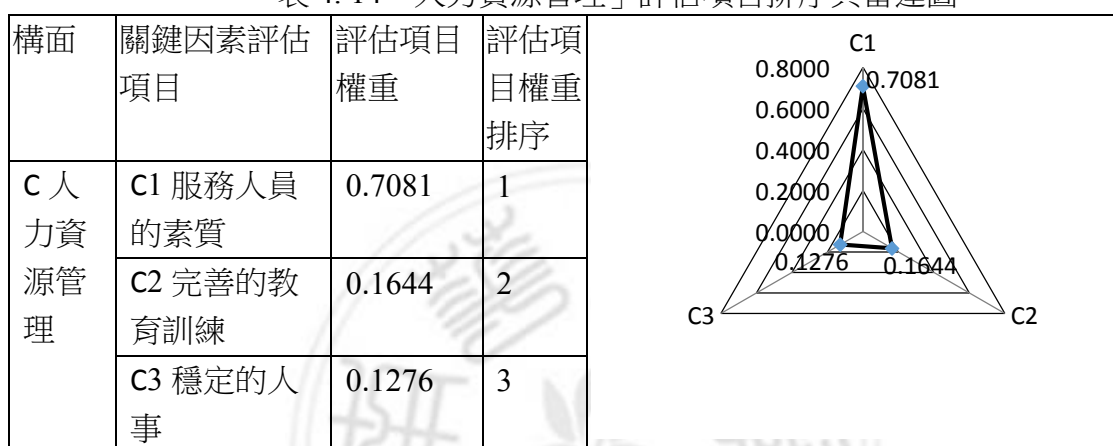 表 4. 14「人力資源管理」評估項目排序與雷達圖
構面
關鍵因素評估
項目
評估項目
權重
評估項
目權重
排序
C 人
力資
源管
理
C1 服務人員
的素質
0.7081
1
C2 完善的教
育訓練
0.1644
2
C3 穩定的人
事
0.1276
3
C1
0.8000
0.7081
0.6000
0.4000
0.2000
0.0000
0.1276
0.1644
C3
C2